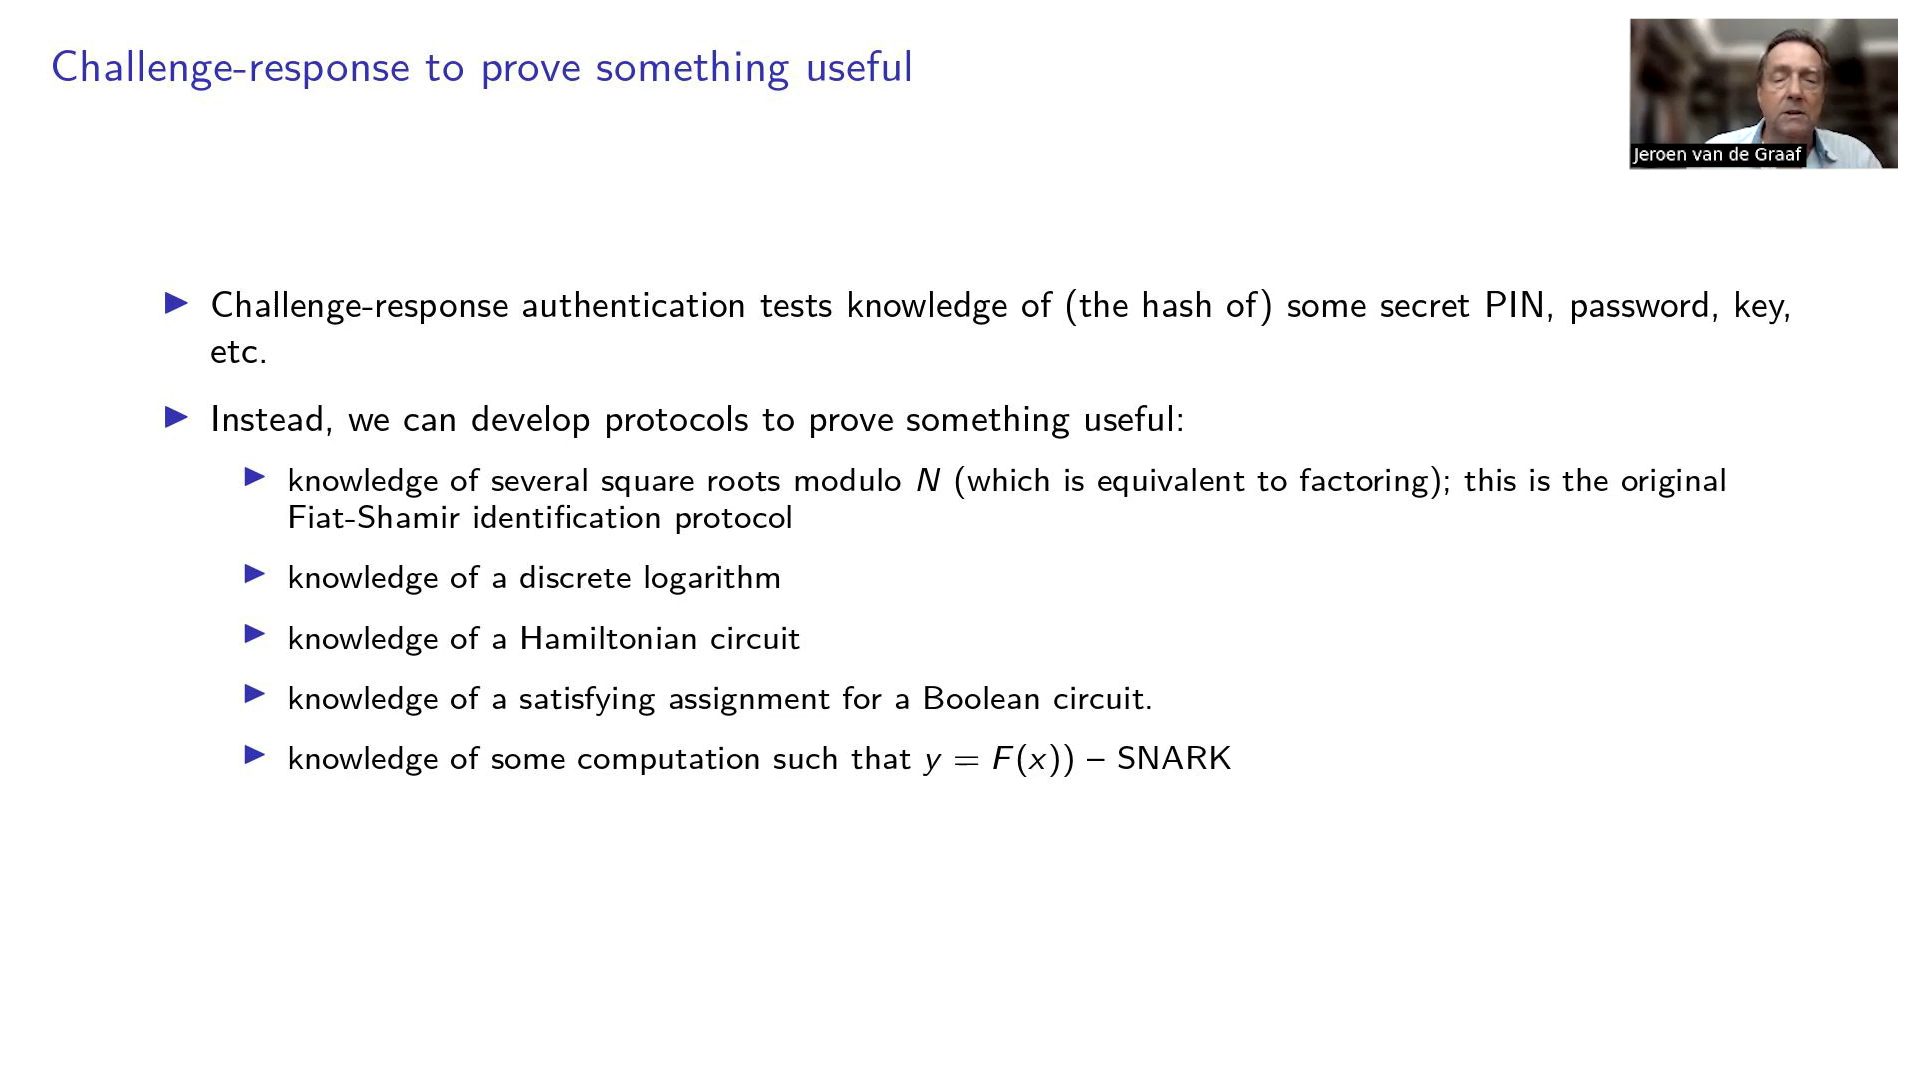 Challenge-response to prove something useful
Jeroen van de Graaf
Challenge-response authentication tests knowledge of (the hash of) some secret PIN, password, key,
etc.
Instead, we can develop protocols to prove something useful:
knowledge of several square roots modulo N (which is equivalent to factoring); this is the original
Fiat-Shamir identification protocol
knowledge of a discrete logarithm
knowledge of a Hamiltonian circuit
knowledge of a satisfying assignment for a Boolean circuit.
knowledge of some computation such that y = F(x)) – SNARK